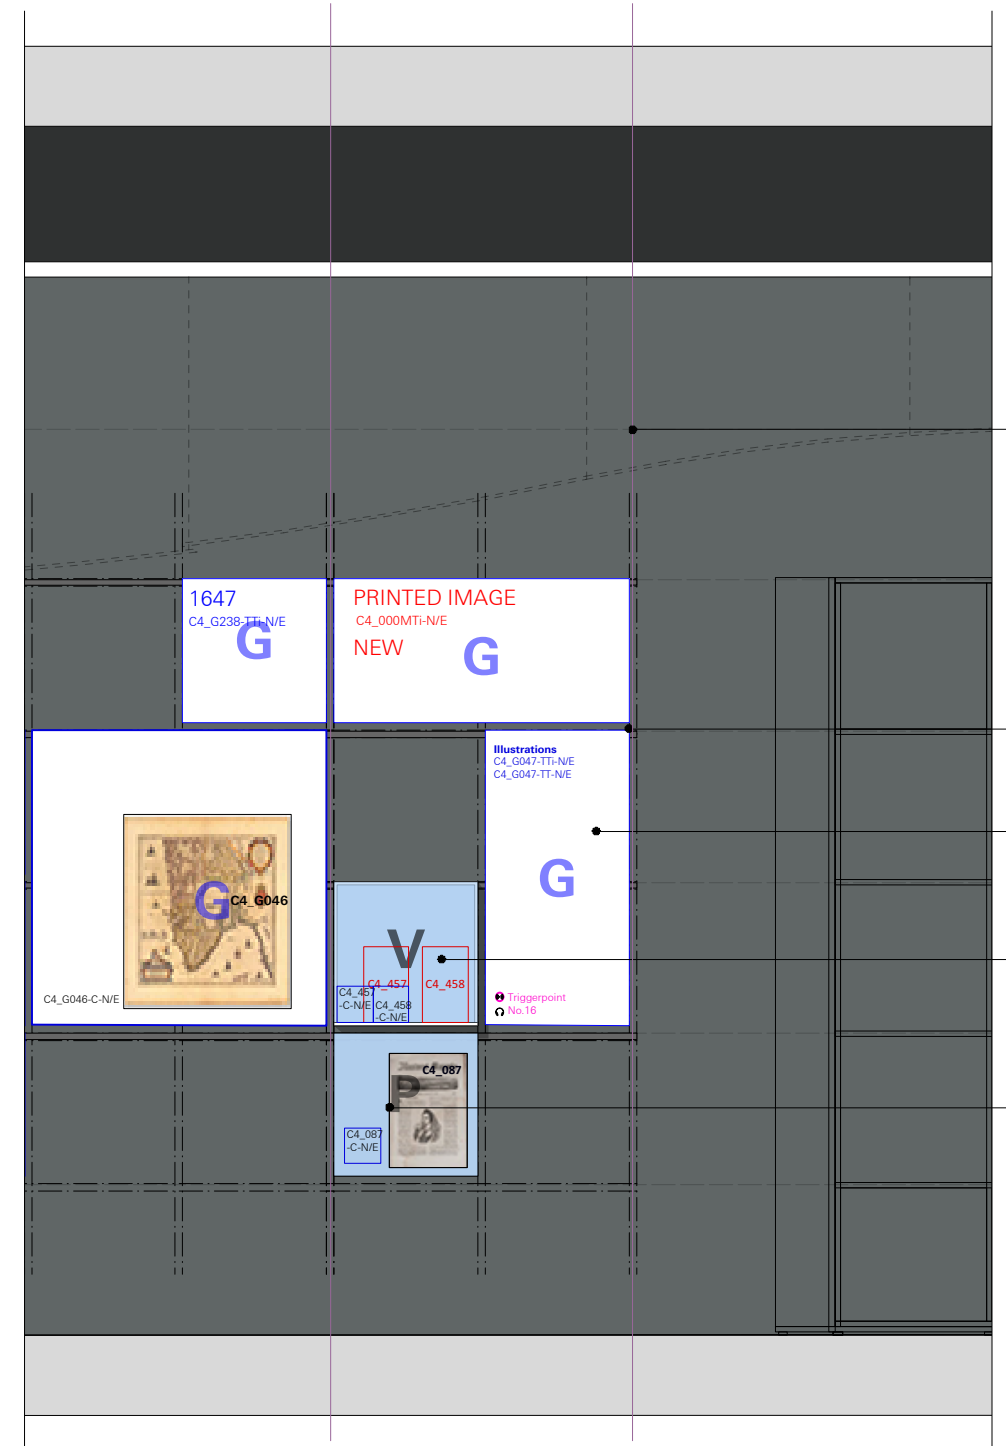 1647
C4_G238-TTi-N/E
G
PRINTED IMAGE
C4_000MTi-N/E
NEW
G
Illustrations
C4_G047-TTi-N/E
C4_G047-TT-N/E
G
G
C4_G046
C4_G046-C-N/E
V
C4_457
C4_458
C4_457
-C-N/E
C4_458
-C-N/E
Triggerpoint
No.16
C4_087
P
C4_087
-C-N/E